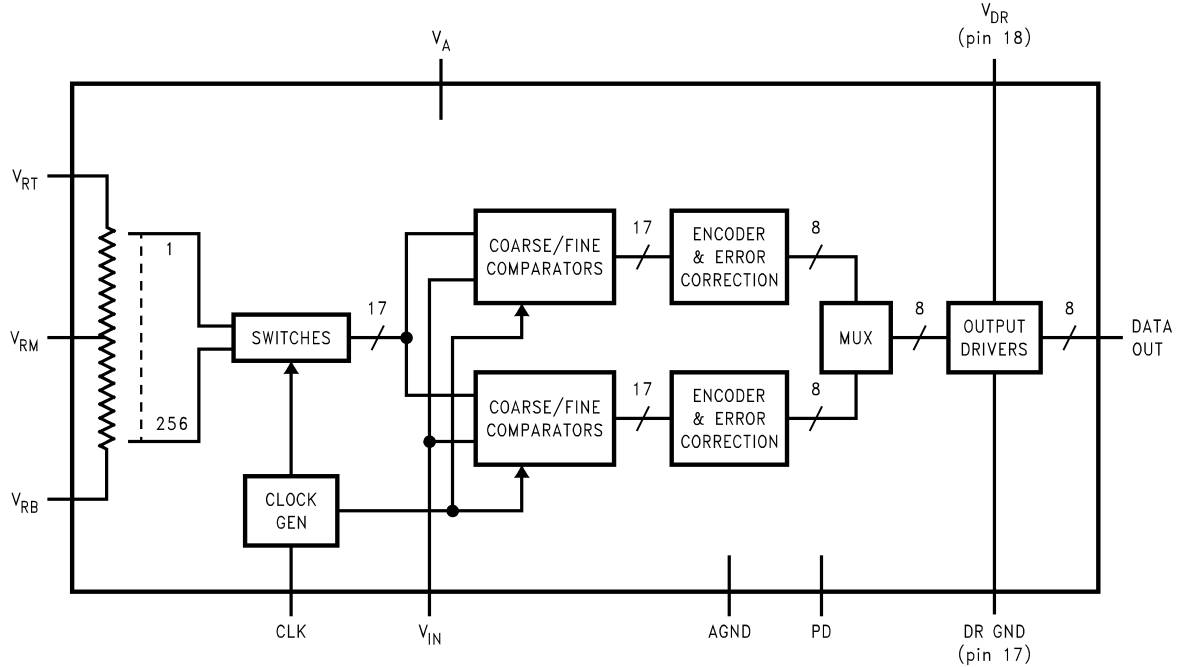 V_DR
(pin 18)
V_A
V_RT
1
17
COARSE/FINE
COMPARATORS
17
ENCODER
& ERROR
CORRECTION
8
V_RM
SWITCHES
17
MUX
8
OUTPUT
DRIVERS
8
DATA
OUT
256
COARSE/FINE
COMPARATORS
ENCODER
& ERROR
CORRECTION
8
V_RB
CLOCK
GEN
CLK
V_IN
AGND
PD
DR GND
(pin 17)